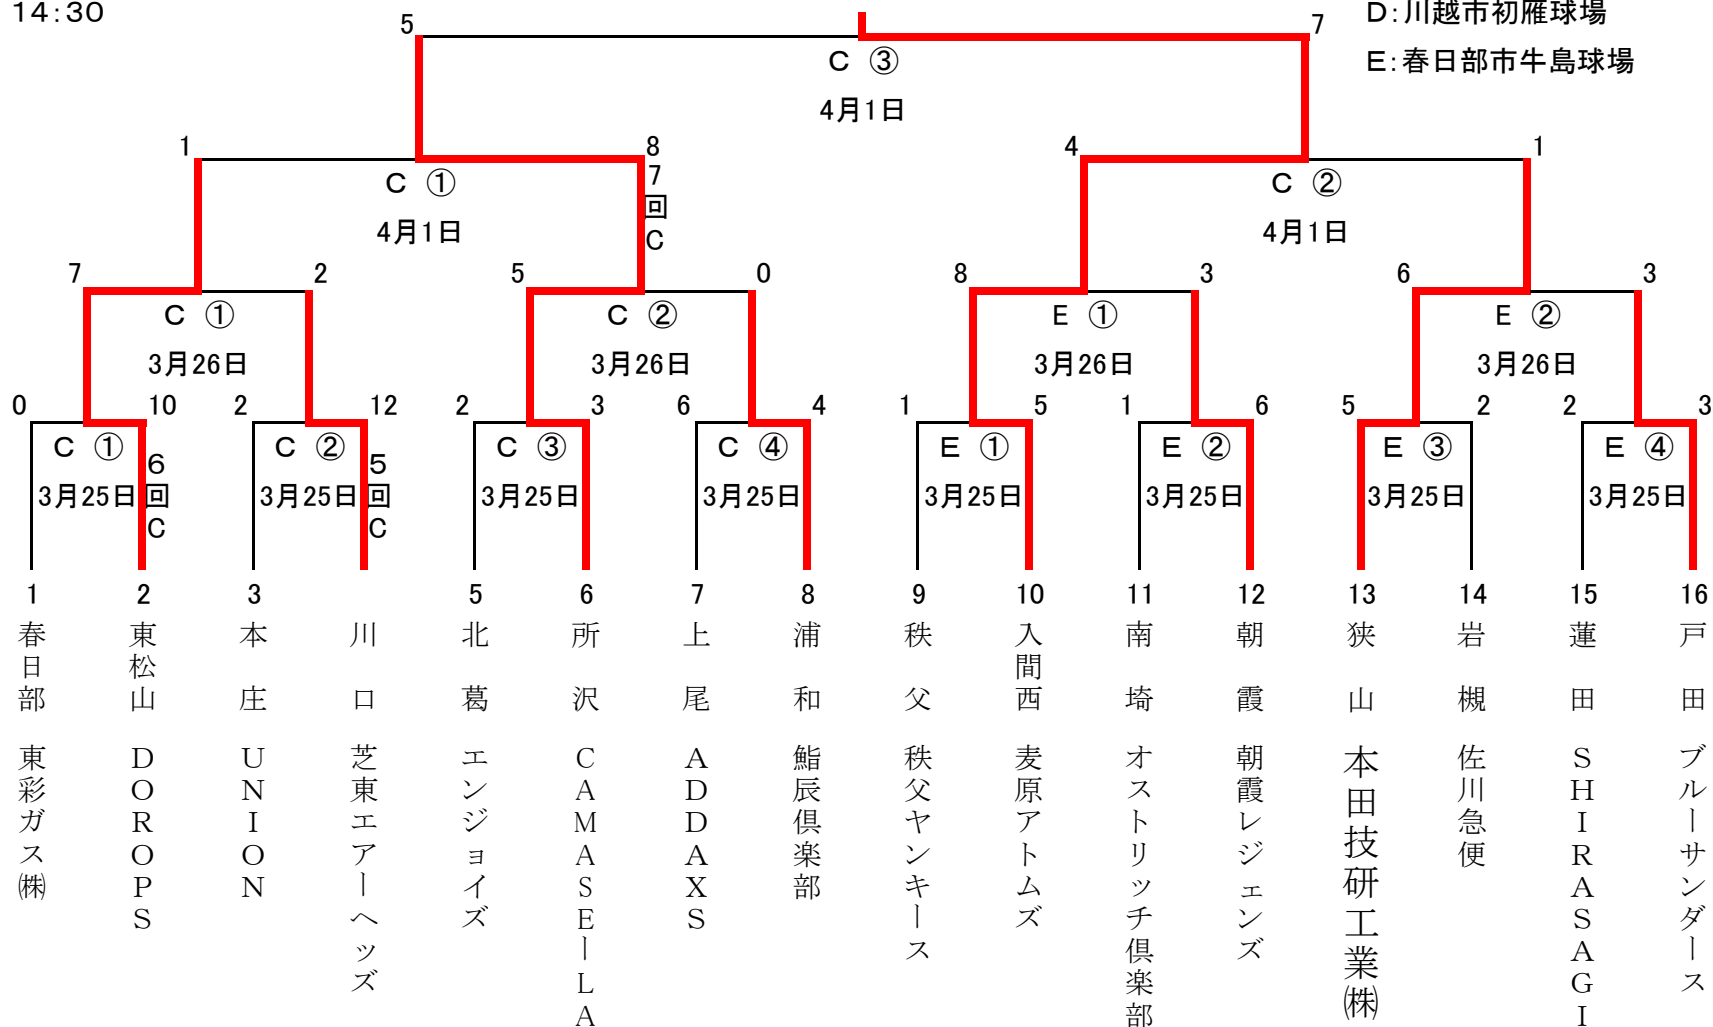 14:30
D:川越市初雁球場
5
7
C ③
E:春日部市牛島球場
4月1日
1
8
4
1
C ①
7回C
C ②
4月1日
4月1日
7
2
5
0
8
3
6
3
C ①
C ②
E ①
E ②
3月26日
3月26日
3月26日
3月26日
0
10
2
12
2
3
6
4
1
5
1
6
5
2
2
3
C ①
6回C
C ②
5回C
C ③
C ④
E ①
E ②
E ③
E ④
3月25日
3月25日
3月25日
3月25日
3月25日
3月25日
3月25日
3月25日
1
2
3
5
6
7
8
9
10
11
12
13
14
15
16
春日部
東松山
本庄
川口
北葛
所沢
上尾
浦和
秩父
入間西
南埼
朝霞
狭山
岩槻
蓮田
戸田
東彩ガス㈱
DOROPS
UNION
芝東エアーヘッズ
エンジョイズ
CAMASEーLA
ADDAXS
鮨辰倶楽部
秩父ヤンキース
麦原アトムズ
オストリッチ倶楽部
朝霞レジェンズ
本田技研工業㈱
佐川急便
SHIRASAGI
ブルーサンダース